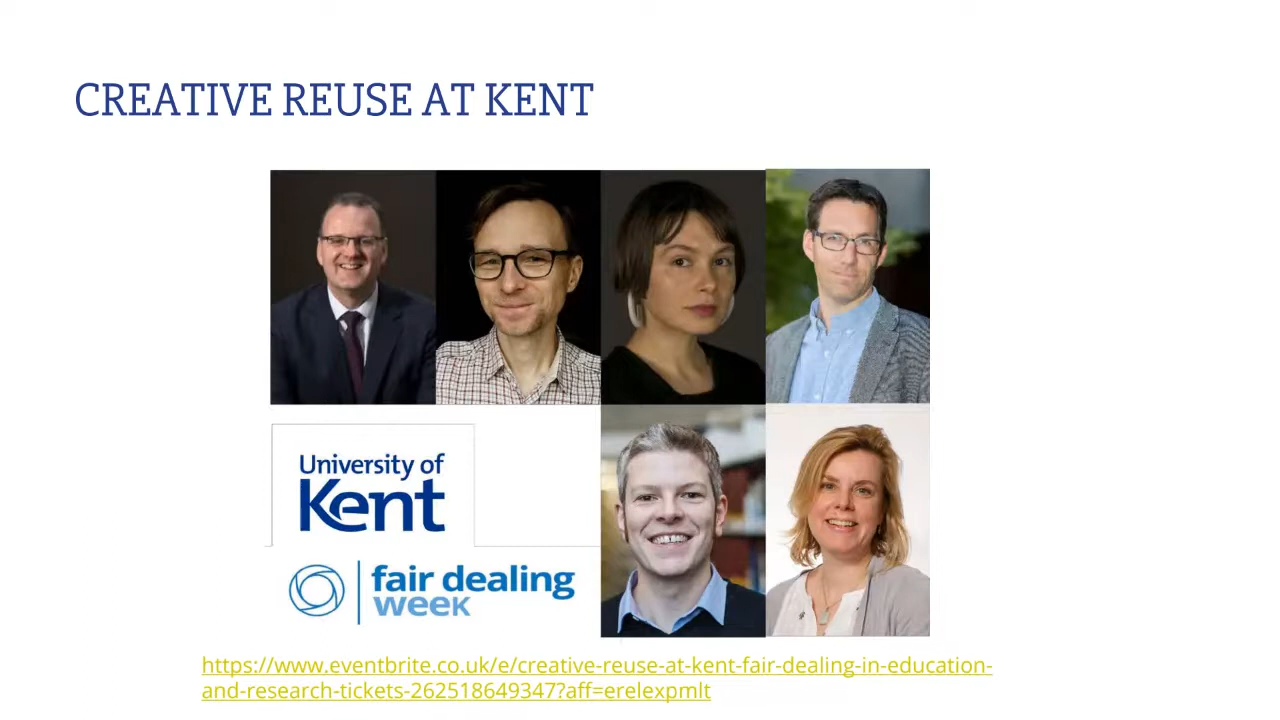 CREATIVE REUSE AT KENT
University of
Kent
fair dealing
week
https://www.eventbrite.co.uk/e/creative-reuse-at-kent-fair-dealing-in-education-
and-research-tickets-262518649347?aff=erelexpmlt